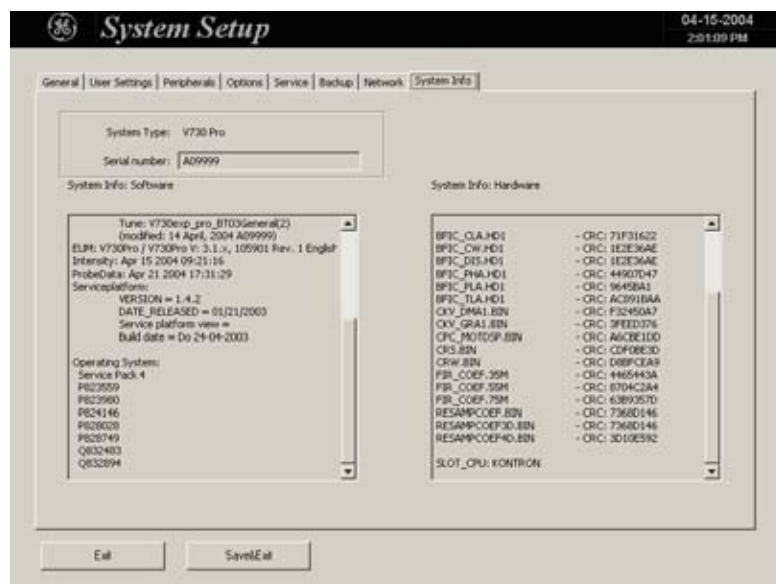 System Setup
04-15-2004
2:01:09 PM
General User Settings Peripherals Options Service Backup Network System Info
System Type: V730 Pro
Serial number: A09999
System Info: Software
System Info: Hardware
Tune: V730exp_pro_BT03General(2)
(modified: 14 April, 2004 A09999)
EUM: V730Pro / V730Pro V: 3.1.x, 105901 Rev. 1 English
Intensity: Apr 15 2004 09:21:16
ProbeData: Apr 21 2004 17:31:29
Serviceplatform:
VERSION = 1.4.2
DATE_RELEASED = 01/21/2003
Service platform view =
Build date = Do 24-04-2003
Operating System:
Service Pack 4
P823559
P823980
P824146
P828028
P828749
Q832483
Q832894
BFIC_CLA.HD1 - CRC: 71F31622
BFIC_CW.HD1 - CRC: 1E2E36AE
BFIC_DIS.HD1 - CRC: 1E2E36AE
BFIC_PHA.HD1 - CRC: 44907D47
BFIC_PLA.HD1 - CRC: 9645BA1
BFIC_TLA.HD1 - CRC: AC891BAA
CKV_DMA1.BIN - CRC: F32450A7
CKV_GRA1.BIN - CRC: 3FEED376
CPC_MOTDSP.BIN - CRC: A6CBE1DD
CRS.BIN - CRC: CDF0BE3D
CRW.BIN - CRC: D8BFCEA9
FIR_COEF.35M - CRC: 4465443A
FIR_COEF.55M - CRC: 8704C2A4
FIR_COEF.75M - CRC: 63B9357D
RESAMPCOEF.BIN - CRC: 7368D146
RESAMPCOEF3D.BIN - CRC: 7368D146
RESAMPCOEF4D.BIN - CRC: 3D10E592
SLOT_CPU: KONTRON
Exit
Save&Exit